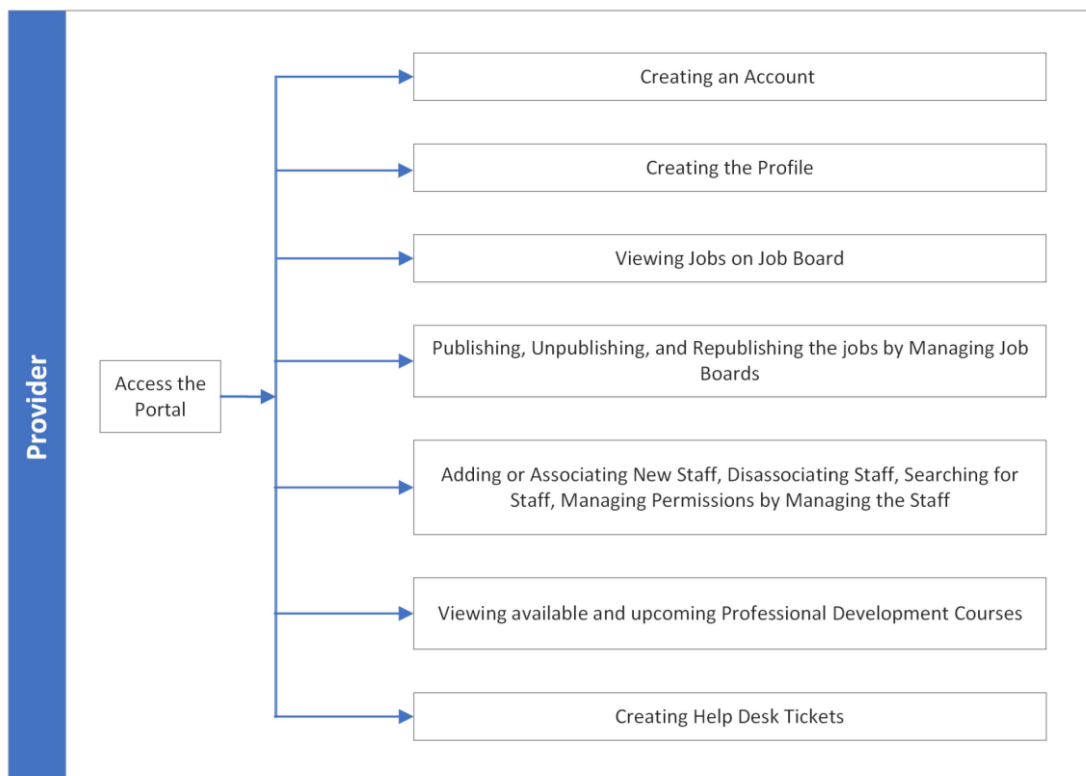 Provider
Access the
Portal
Creating an Account
Creating the Profile
Viewing Jobs on Job Board
Publishing, Unpublishing, and Republishing the jobs by Managing Job
Boards
Adding or Associating New Staff, Disassociating Staff, Searching for
Staff, Managing Permissions by Managing the Staff
Viewing available and upcoming Professional Development Courses
Creating Help Desk Tickets